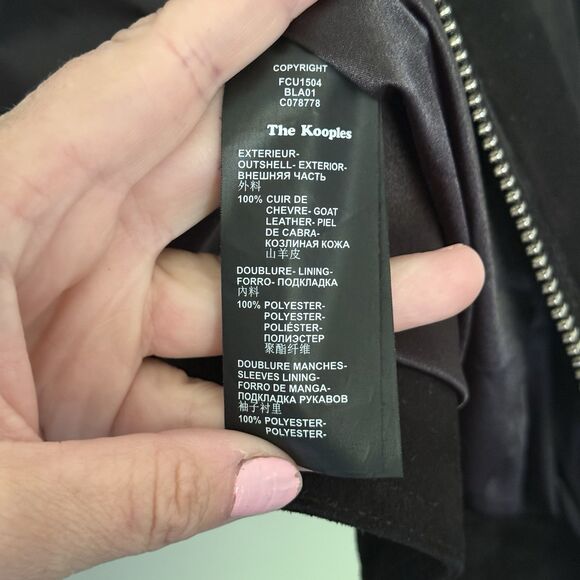 COPYRIGHT
FCU1504
BLA01
C078778
The Kooples
EXTERIEUR-
OUTSHELL- EXTERIOR-
ВНЕШНЯЯ ЧАСТЬ
外料
100% CUIR DE
CHEVRE- GOAT
LEATHER- PIEL
DE CABRA-
КОЗЛИНАЯ КОЖА
山羊皮
DOUBLURE- LINING-
FORRO- ПОДКЛАДКА
内料
100% POLYESTER-
POLYESTER-
POLIÉSTER-
ПОЛИЭСТЕР
聚酯纤维
DOUBLURE MANCHES-
SLEEVES LINING-
FORRO DE MANGA-
ПОДКЛАДКА РУКАВОВ
袖子衬里
100% POLYESTER-
POLYESTER-